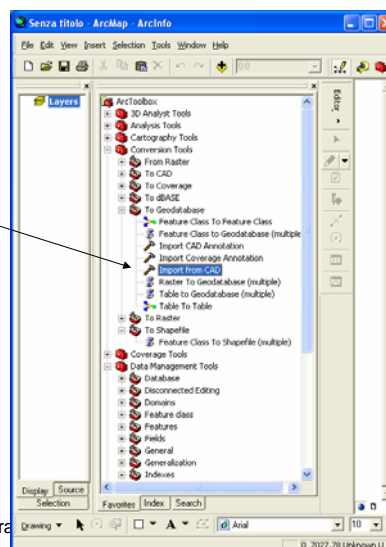 Senza titolo - ArcMap - ArcInfo
File Edit View Insert Selection Tools Window Help
Layers
ArcToolbox
3D Analyst Tools
Analysis Tools
Cartography Tools
Conversion Tools
From Raster
To CAD
To Coverage
To dBASE
To Geodatabase
Feature Class To Feature Class
Feature Class to Geodatabase (multiple
Import CAD Annotation
Import Coverage Annotation
Import from CAD
Raster To Geodatabase (multiple)
Table to Geodatabase (multiple)
Table To Table
To Raster
To Shapefile
Feature Class To Shapefile (multiple)
Coverage Tools
Data Management Tools
Database
Disconnected Editing
Domains
Feature class
Features
Fields
General
Generalization
Indexes
Editor
Display Source
Selection
Favorites Index Search
Drawing A Arial 10